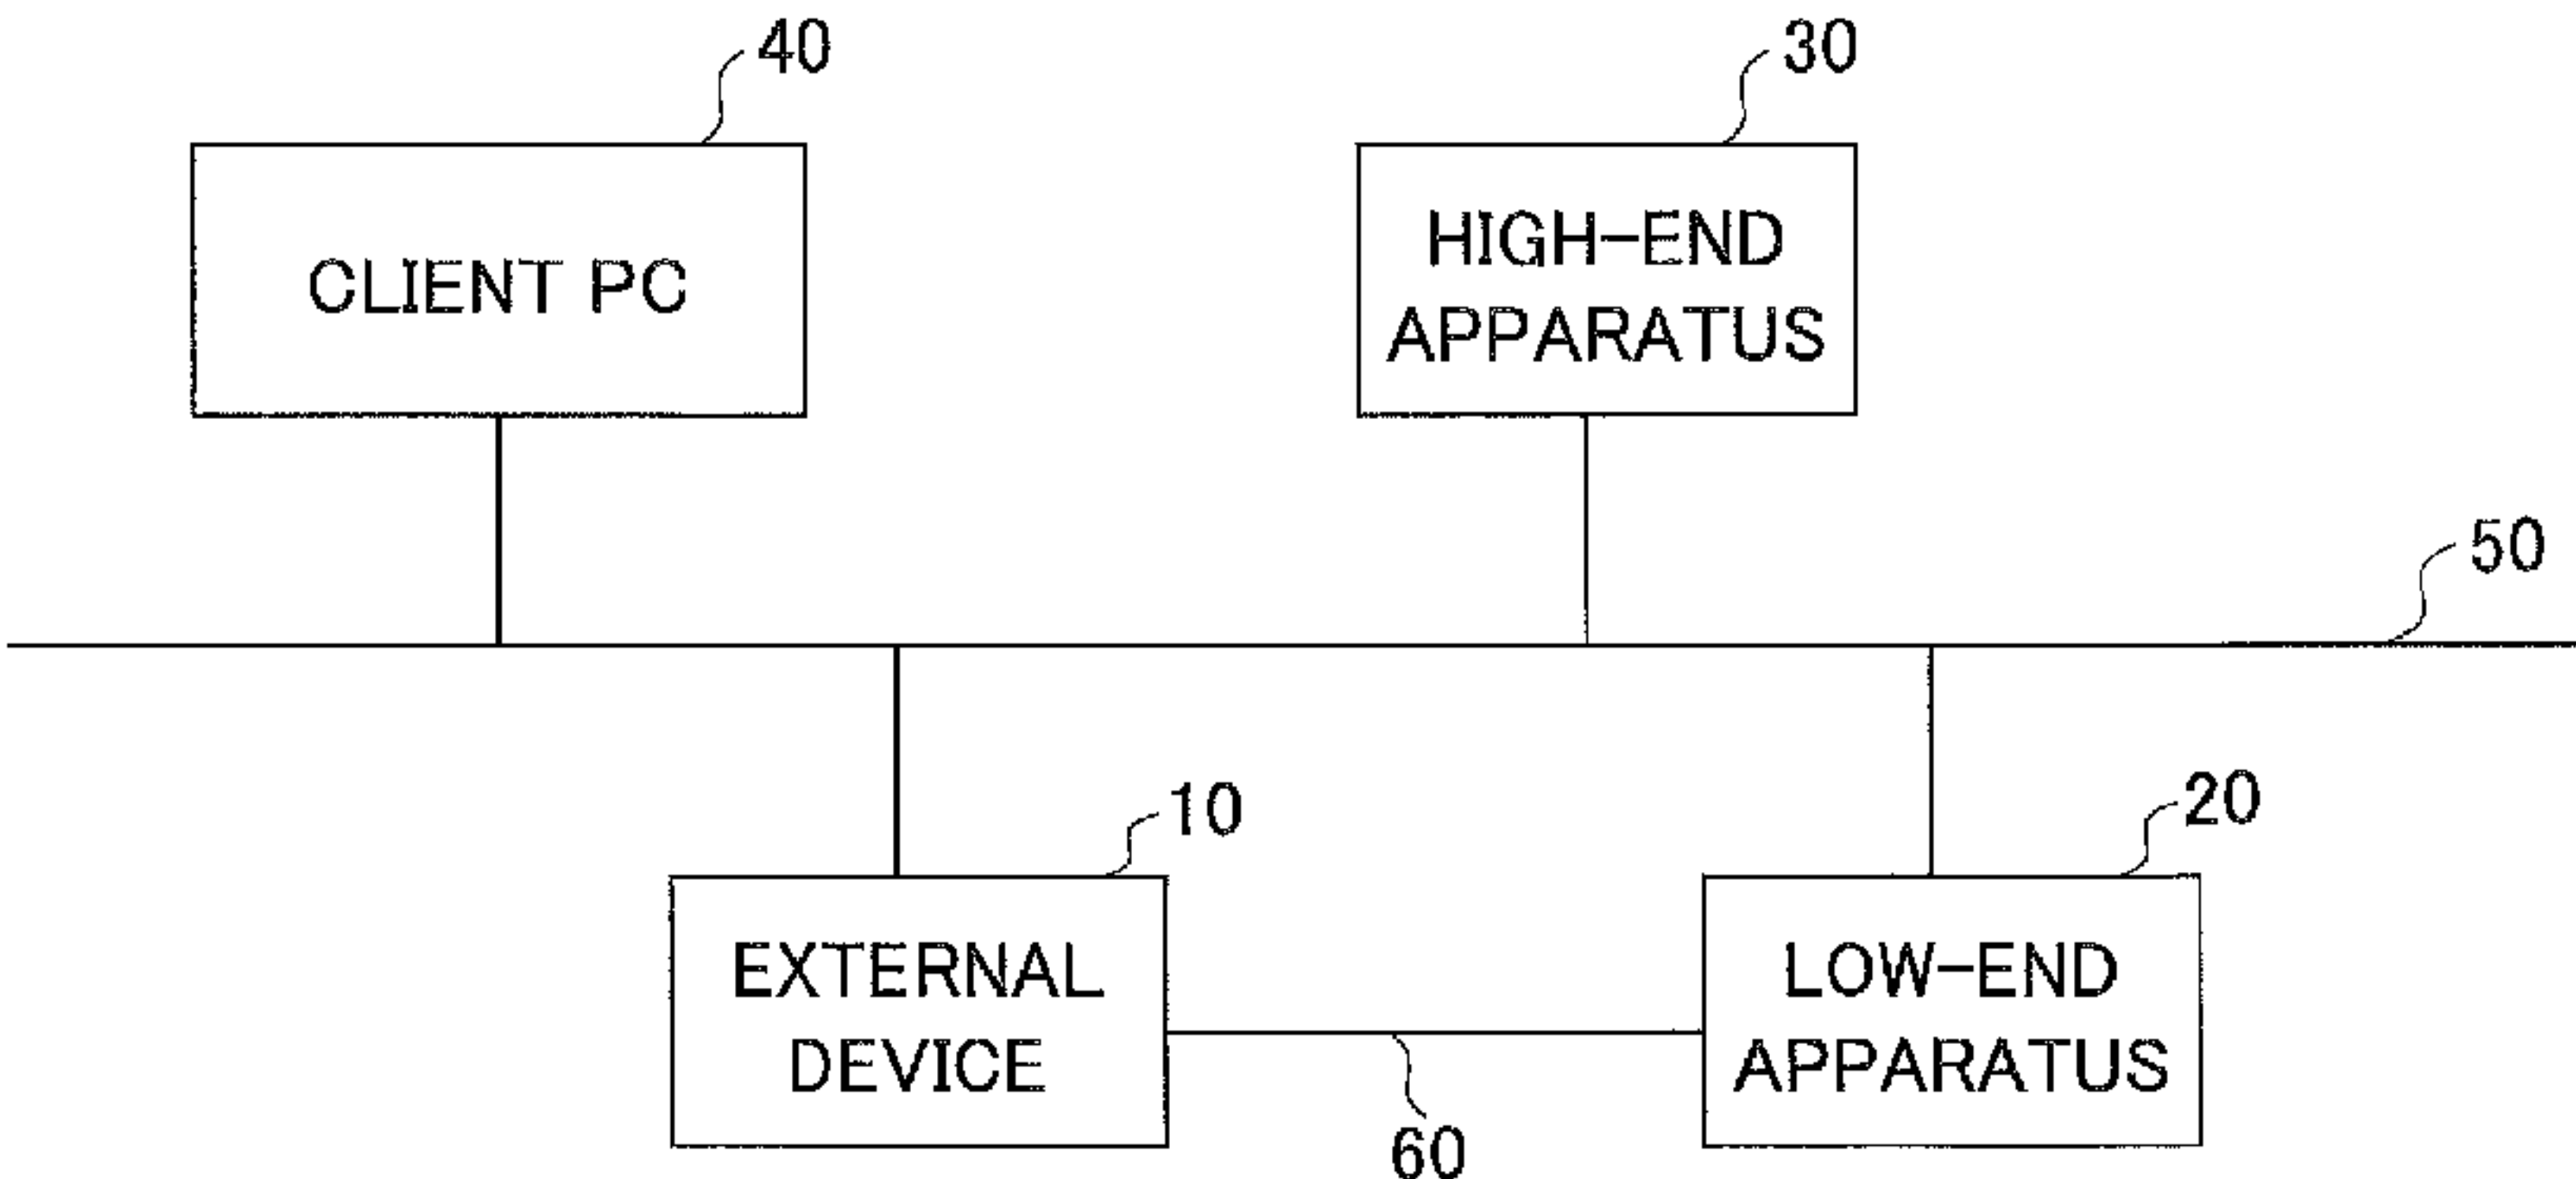 40
30
CLIENT PC
HIGH-END
APPARATUS
50
10
20
EXTERNAL
DEVICE
LOW-END
APPARATUS
60